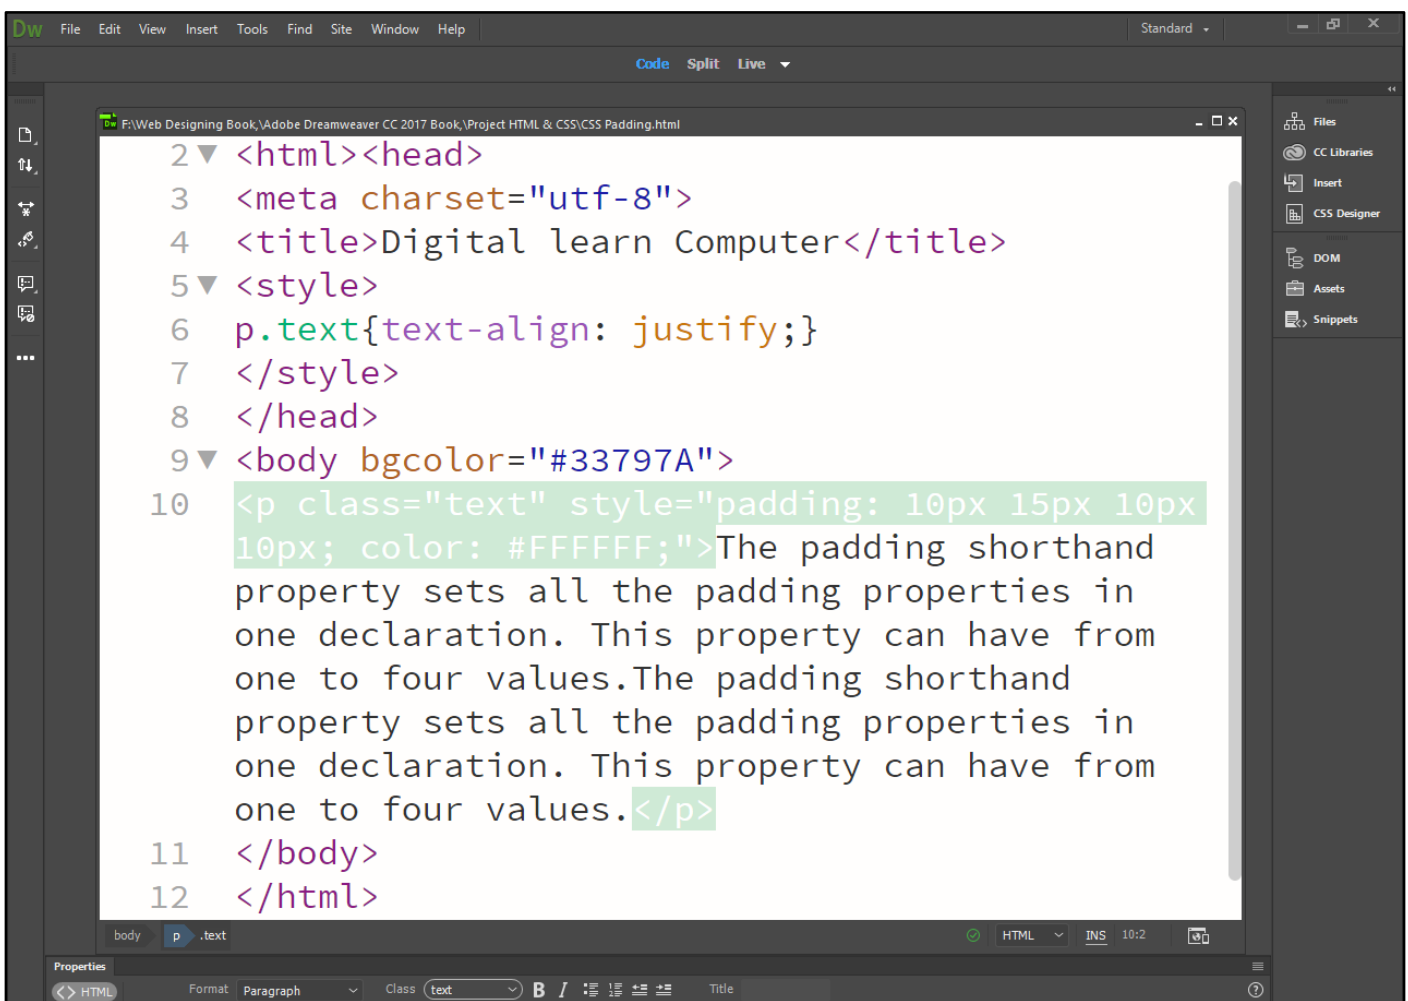 Dw File Edit View Insert Tools Find Site Window Help Standard
Code Split Live
F:\Web Designing Book,\Adobe Dreamweaver CC 2017 Book,\Project HTML & CSS\CSS Padding.html
2 <html><head>
3 <meta charset="utf-8">
4 <title>Digital learn Computer</title>
5 <style>
6 p.text{text-align: justify;}
7 </style>
8 </head>
9 <body bgcolor="#33797A">
10 <p class="text" style="padding: 10px 15px 10px
10px; color: #FFFFFF;">The padding shorthand
property sets all the padding properties in
one declaration. This property can have from
one to four values.The padding shorthand
property sets all the padding properties in
one declaration. This property can have from
one to four values.</p>
11 </body>
12 </html>
body p .text HTML INS 10:2
Files
CC Libraries
Insert
CSS Designer
DOM
Assets
Snippets
Properties
<> HTML Format Paragraph Class text B I Title